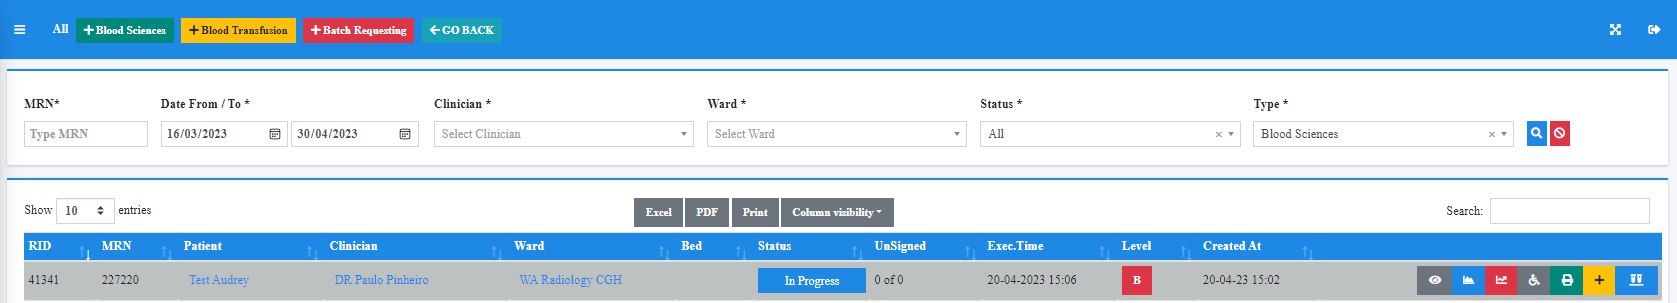 All Blood Sciences Blood Transfusion Batch Requesting GO BACK
MRN* Date From / To * Clinician * Ward * Status * Type *
Type MRN 16/03/2023 30/04/2023 Select Clinician Select Ward All × Blood Sciences ×
Show 10 entries Excel PDF Print Column visibility Search:
RID MRN Patient Clinician Ward Bed Status UnSigned Exec.Time Level Created At
41341 227220 Test Audrey DR Paulo Pinheiro WA Radiology CGH In Progress 0 of 0 20-04-2023 15:06 B 20-04-23 15:02